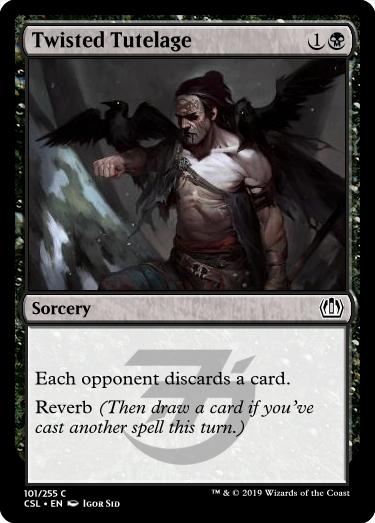 Twisted Tutelage 1
Sorcery
Each opponent discards a card.
Reverb (Then draw a card if you've
cast another spell this turn.)
101/255 C
CSL • EN Igor Sid
™ & © 2019 Wizards of the Coast